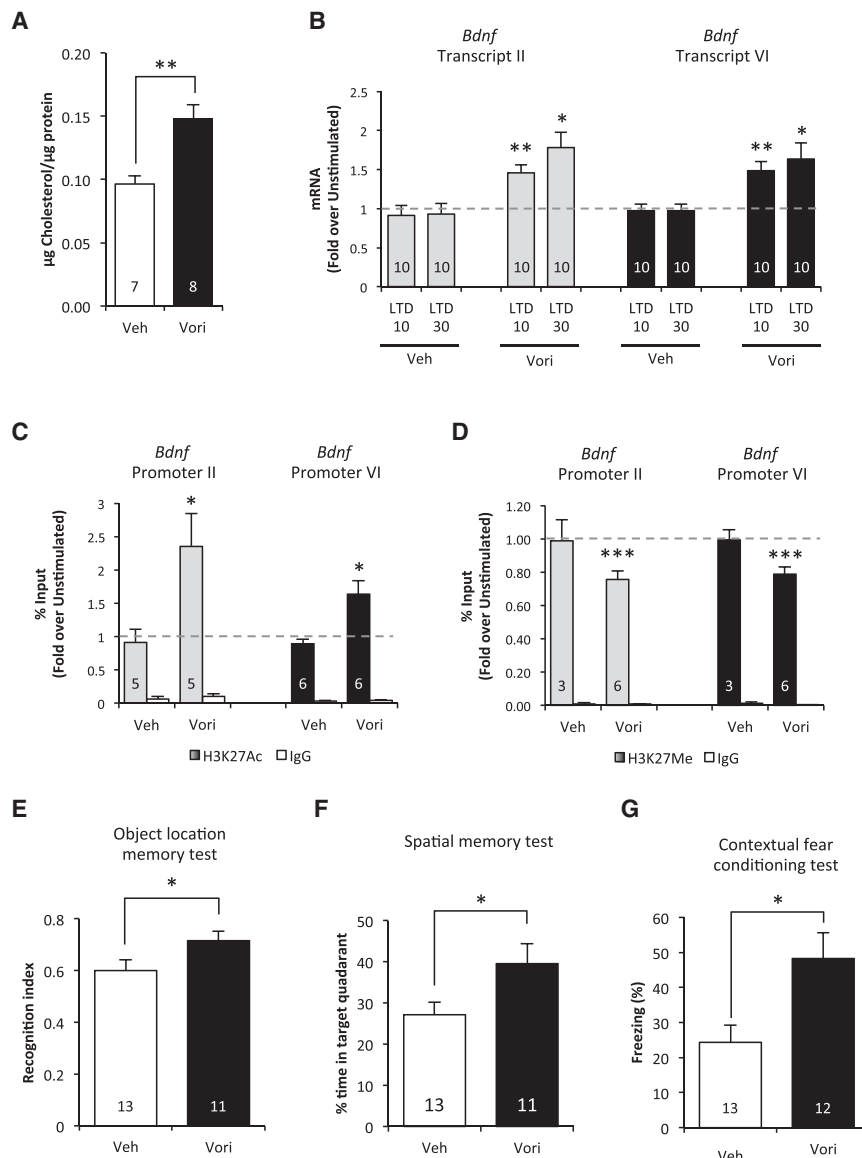 A
µg Cholesterol/µg protein
0.20
0.15
0.10
0.05
0.00
**
7
8
Veh Vori
B
Bdnf
Transcript II
Bdnf
Transcript VI
mRNA
(Fold over Unstimulated)
2.5
2
1.5
1
0.5
0
** * ** *
10 10 10 10 10 10 10 10
LTD LTD LTD LTD LTD LTD LTD LTD
10 30 10 30 10 30 10 30
Veh Vori Veh Vori
C
Bdnf
Promoter II
Bdnf
Promoter VI
% Input
(Fold over Unstimulated)
3
2.5
2
1.5
1
0.5
0
* *
5 5 6 6
Veh Vori Veh Vori
H3K27Ac IgG
D
Bdnf
Promoter II
Bdnf
Promoter VI
% Input
(Fold over Unstimulated)
1.20
1.00
0.80
0.60
0.40
0.20
0.00
*** ***
3 6 3 6
Veh Vori Veh Vori
H3K27Me IgG
E
Object location
memory test
Recognition index
0.8
0.6
0.4
0.2
0
*
13 11
Veh Vori
F
Spatial memory test
% time in target quadarant
50
40
30
20
10
0
*
13 11
Veh Vori
G
Contextual fear
conditioning test
Freezing (%)
60
50
40
30
20
10
0
*
13 12
Veh Vori